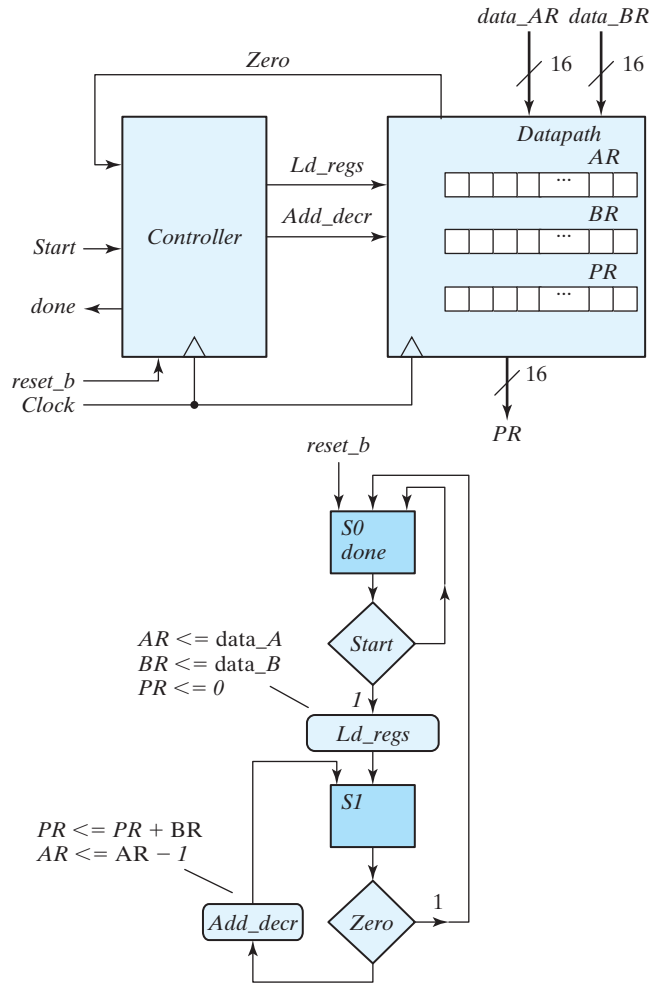 data_AR data_BR
16 16
Zero
Datapath
AR
...
Ld_regs
Add_decr
BR
...
Controller
Start
PR
...
done
reset_b
Clock
16
PR
reset_b
S0
done
AR <= data_A
BR <= data_B
PR <= 0
Start
1
Ld_regs
S1
PR <= PR + BR
AR <= AR − 1
1
Add_decr
Zero